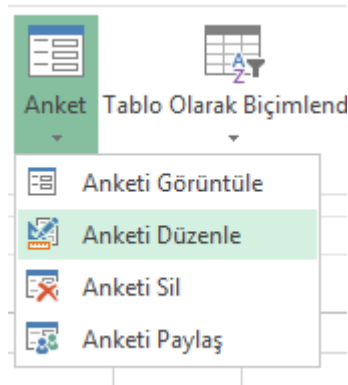 Anket Tablo Olarak Biçimlend
Anketi Görüntüle
Anketi Düzenle
Anketi Sil
Anketi Paylaş